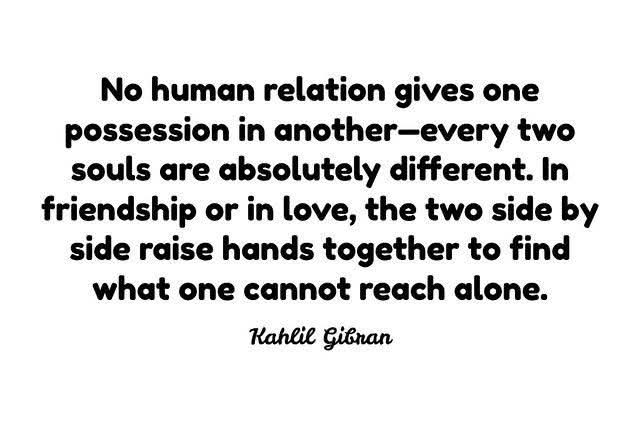 No human relation gives one
possession in another—every two
souls are absolutely different. In
friendship or in love, the two side by
side raise hands together to find
what one cannot reach alone.
Kahlil Gibran